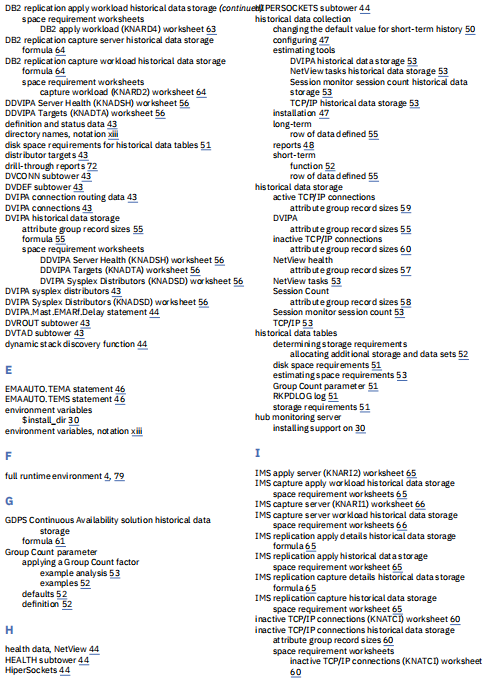 DB2 replication apply workload historical data storage (continued)
space requirement worksheets
DB2 apply workload (KNARD4) worksheet 63
DB2 replication capture server historical data storage
formula 64
DB2 replication capture workload historical data storage
formula 64
space requirement worksheets
capture workload (KNRD2) worksheet 64
DDVIPA Server Health (KNADSH) worksheet 56
DDVIPA Targets (KNADTA) worksheet 56
definition and status data 43
directory names, notation xiii
disk space requirements for historical data tables 51
distributor targets 43
drill-through reports 72
DVCONN subtower 43
DVDEF subtower 43
DVIPA connection routing data 43
DVIPA connections 43
DVIPA historical data storage
attribute group record sizes 55
formula 55
space requirement worksheets
DDVIPA Server Health (KNADSH) worksheet 56
DDVIPA Targets (KNADTA) worksheet 56
DVIPA Sysplex Distributors (KNADSD) worksheet 56
DVIPA sysplex distributors 43
DVIPA Sysplex Distributors (KNADSD) worksheet 56
DVIPA.Mast.EMARf.Delay statement 44
DVROUT subtower 43
DVTAD subtower 43
dynamic stack discovery function 44
E
EMAAUTO.TEMA statement 46
EMAAUTO.TEMS statement 46
environment variables
$install_dir 30
environment variables, notation xiii
F
full runtime environment 4, 79
G
GDPS Continuous Availability solution historical data
storage
formula 61
Group Count parameter
applying a Group Count factor
example analysis 53
examples 52
defaults 52
definition 52
H
health data, NetView 44
HEALTH subtower 44
HiperSockets 44
HIPERSOCKETS subtower 44
historical data collection
changing the default value for short-term history 50
configuring 47
estimating tools
DVIPA historical data storage 53
NetView tasks historical data storage 53
Session monitor session count historical data
storage 53
TCP/IP historical data storage 53
installation 47
long-term
row of data defined 55
reports 48
short-term
function 52
row of data defined 55
historical data storage
active TCP/IP connections
attribute group record sizes 59
DVIPA
attribute group record sizes 55
inactive TCP/IP connections
attribute group record sizes 60
NetView health
attribute group record sizes 57
NetView tasks 53
Session Count
attribute group record sizes 58
Session monitor session count 53
TCP/IP 53
historical data tables
determining storage requirements
allocating additional storage and data sets 52
disk space requirements 51
estimating space requirements 53
Group Count parameter 51
RKPDLOG log 51
storage requirements 51
hub monitoring server
installing support on 30
I
IMS apply server (KNARI2) worksheet 65
IMS capture apply workload historical data storage
space requirement worksheets 65
IMS capture server (KNARI1) worksheet 66
IMS capture server workload historical data storage
space requirement worksheets 66
IMS replication apply details historical data storage
formula 65
IMS replication apply historical data storage
space requirement worksheet 65
IMS replication capture details historical data storage
formula 65
IMS replication capture historical data storage
space requirement worksheet 65
inactive TCP/IP connections (KNATCI) worksheet 60
inactive TCP/IP connections historical data storage
attribute group record sizes 60
space requirement worksheets
inactive TCP/IP connections (KNATCI) worksheet
60